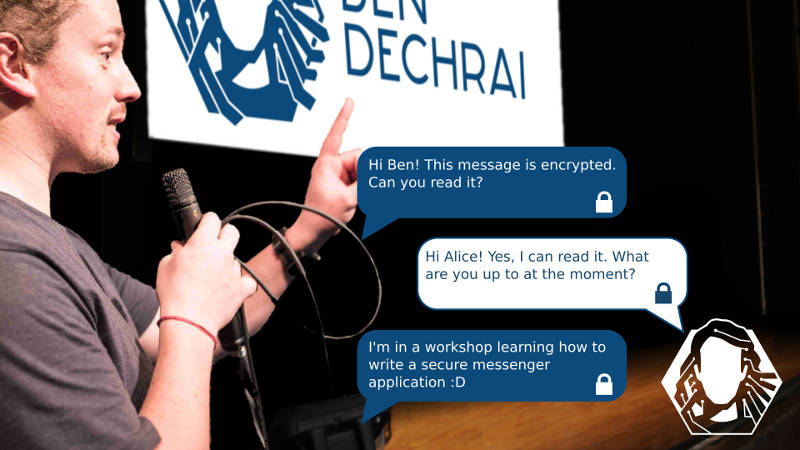 BEN
DECHRAI
Hi Ben! This message is encrypted.
Can you read it?
Hi Alice! Yes, I can read it. What
are you up to at the moment?
I'm in a workshop learning how to
write a secure messenger
application :D